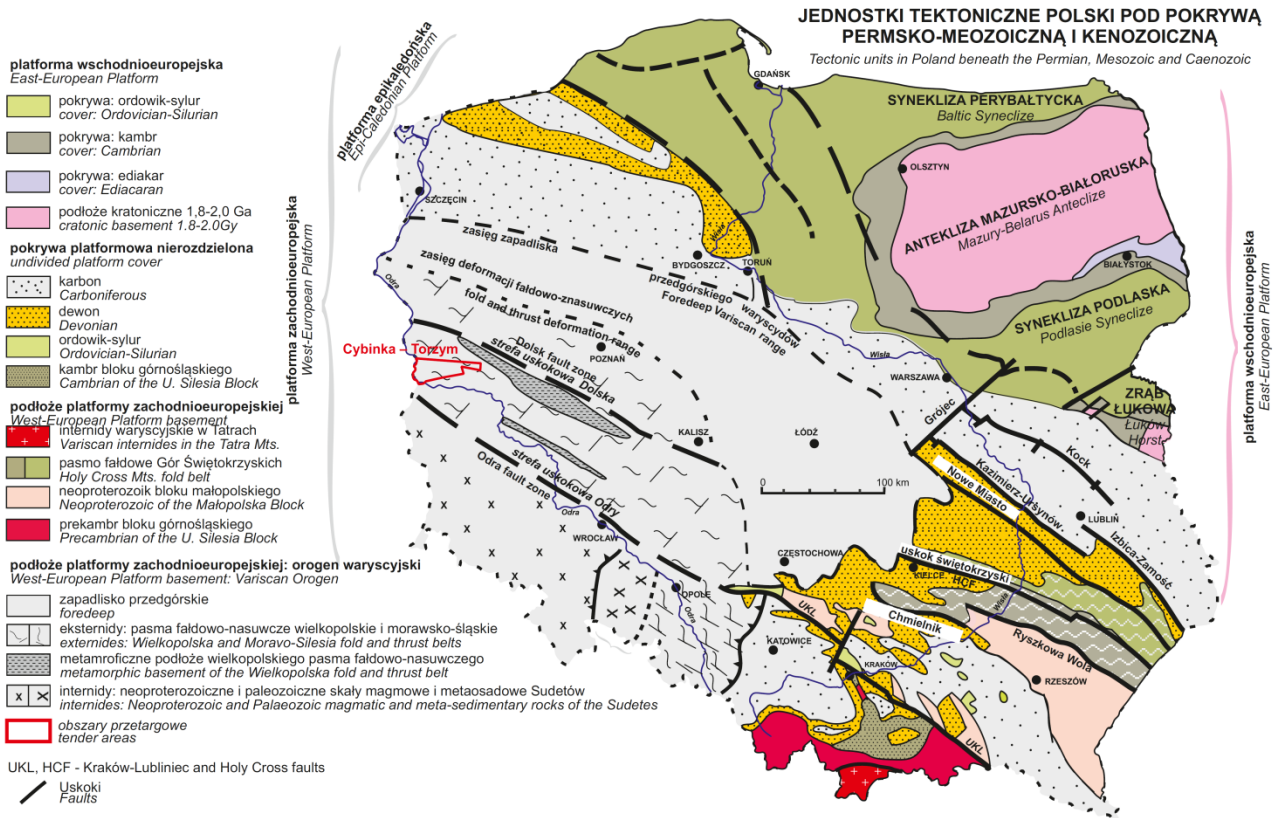 JEDNOSTKI TEKTONICZNE POLSKI POD POKRYWĄ
PERMSKO-MEOZOICZNĄ I KENOZOICZNĄ
Tectonic units in Poland beneath the Permian, Mesozoic and Caenozoic
platforma wschodnioeuropejska
East-European Platform
pokrywa: ordowik-sylur
cover: Ordovician-Silurian
pokrywa: kambr
cover: Cambrian
pokrywa: ediakar
cover: Ediacaran
podłoże kratoniczne 1,8-2,0 Ga
cratonic basement 1.8-2.0Gy
pokrywa platformowa nierozdzielona
undivided platform cover
karbon
Carboniferous
dewon
Devonian
ordowik-sylur
Ordovician-Silurian
kambr bloku górnośląskiego
Cambrian of the U. Silesia Block
podłoże platformy zachodnioeuropejskiej
West-European Platform basement
internidy waryscyjskie w Tatrach
Variscan internides in the Tatra Mts.
pasmo fałdowe Gór Świętokrzyskich
Holy Cross Mts. fold belt
neoproterozoik bloku małopolskiego
Neoproterozoic of the Małopolska Block
prekambr bloku górnośląskiego
Precambrian of the U. Silesia Block
podłoże platformy zachodnioeuropejskiej: orogen waryscyjski
West-European Platform basement: Variscan Orogen
zapadlisko przedgórskie
foredeep
eksternidy: pasma fałdowo-nasuwcze wielkopolskie i morawsko-śląskie
externides: Wielkopolska and Moravo-Silesia fold and thrust belts
metamroficzne podłoże wielkopolskiego pasma fałdowo-nasuwczego
metamorphic basement of the Wielkopolska fold and thrust belt
internidy: neoproterozoiczne i paleozoiczne skały magmowe i metaosadowe Sudetów
internides: Neoproterozoic and Palaeozoic magmatic and meta-sedimentary rocks of the Sudetes
obszary przetargowe
tender areas
UKL, HCF - Kraków-Lubliniec and Holy Cross faults
Uskoki
Faults
platforma epikaledońska
Epi-Caledonian Platform
platforma zachodnioeuropejska
West-European Platform
platforma wschodnioeuropejska
East-European Platform
GDAŃSK
SYNEKLIZA PERYBAŁTYCKA
Baltic Syneclize
OLSZTYN
ANTEKLIZA MAZURSKO-BIAŁORUSKA
Mazury-Belarus Anteclize
BIAŁYSTOK
SYNEKLIZA PODLASKA
Podlasie Syneclize
SZCZĘCIN
Odra
zasięg zapadliska
przedgórskiego
waryscydów
Foredeep Variscan range
zasięg deformacji fałdowo-znasuwczych
fold and thrust deformation range
Wisła
BYDGOSZCZ
TORUŃ
Wisła
WARSZAWA
Cybinka – Torzym
POZNAŃ
Dolsk fault zone
strefa uskokowa Dolska
KALISZ
ŁÓDŹ
0
100 km
Grójec
ZRĄB
ŁUKOWA
Łuków
Horst
Kock
Kazimierz-Ursynów
Nowe Miasto
LUBLIŃ
Izbica-Zamość
strefa uskokowa Odry
Odra fault zone
Odra
WROCŁAW
OPOLE
Odra
CZĘSTOCHOWA
uskok świętokrzyski
KIELCE
HCF
Wisła
UKL
Chmielnik
Ryszkowa Wola
KATOWICE
KRAKÓW
RZESZÓW
UKL